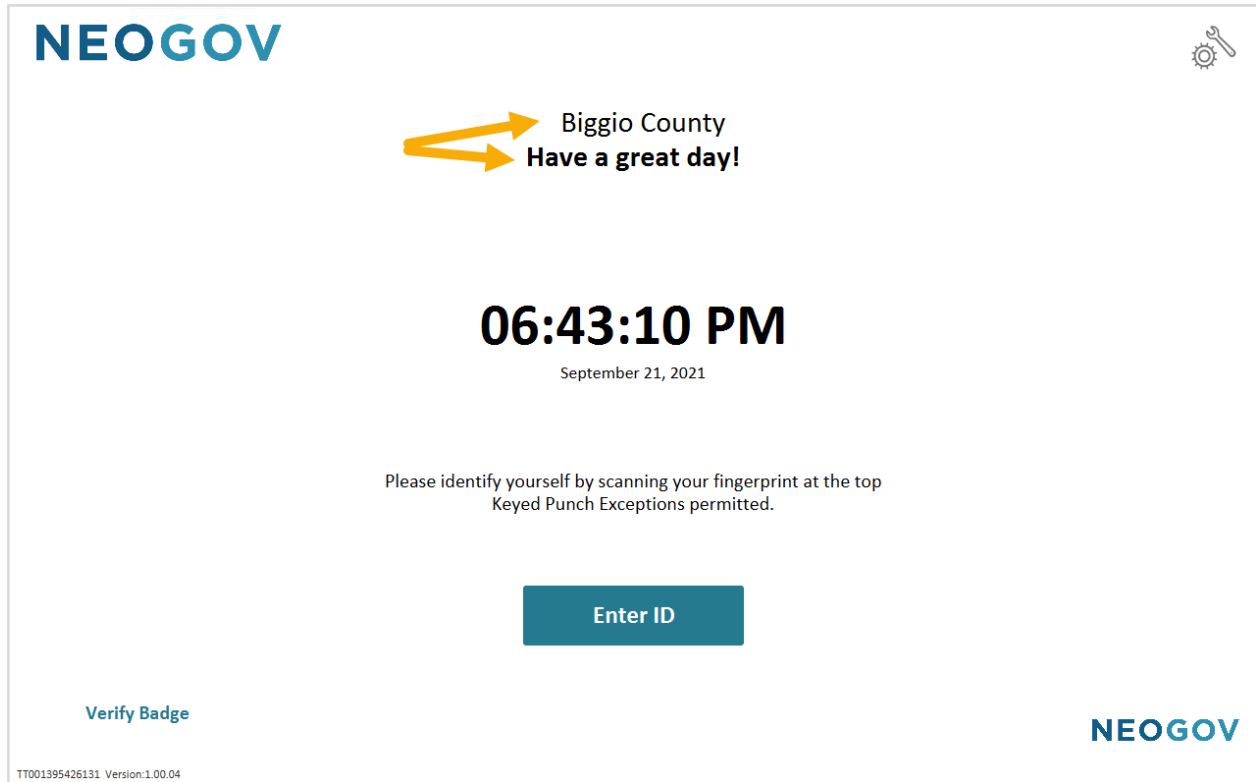 NEOGOV
Biggio County
Have a great day!
06:43:10 PM
September 21, 2021
Please identify yourself by scanning your fingerprint at the top
Keyed Punch Exceptions permitted.
Enter ID
Verify Badge
NEOGOV
TT001395426131 Version:1.00.04